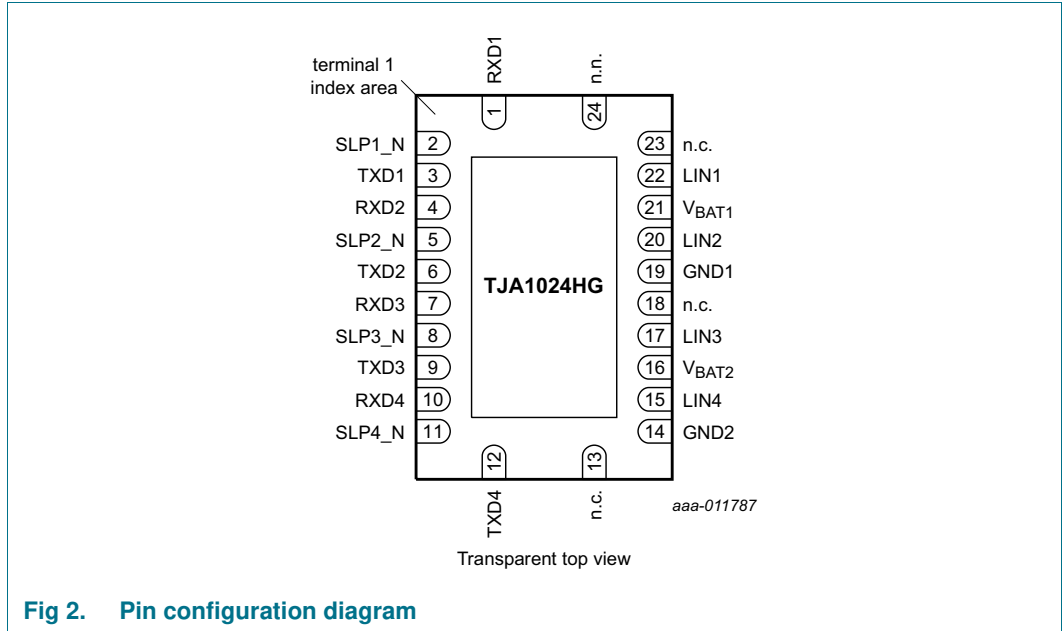 terminal 1
index area
RXD1
n.n.
1
24
SLP1_N 2
TXD1 3
RXD2 4
SLP2_N 5
TXD2 6
RXD3 7
SLP3_N 8
TXD3 9
RXD4 10
SLP4_N 11
TJA1024HG
23 n.c.
22 LIN1
21 VBAT1
20 LIN2
19 GND1
18 n.c.
17 LIN3
16 VBAT2
15 LIN4
14 GND2
12
13
TXD4
n.c.
aaa-011787
Transparent top view
Fig 2. Pin configuration diagram